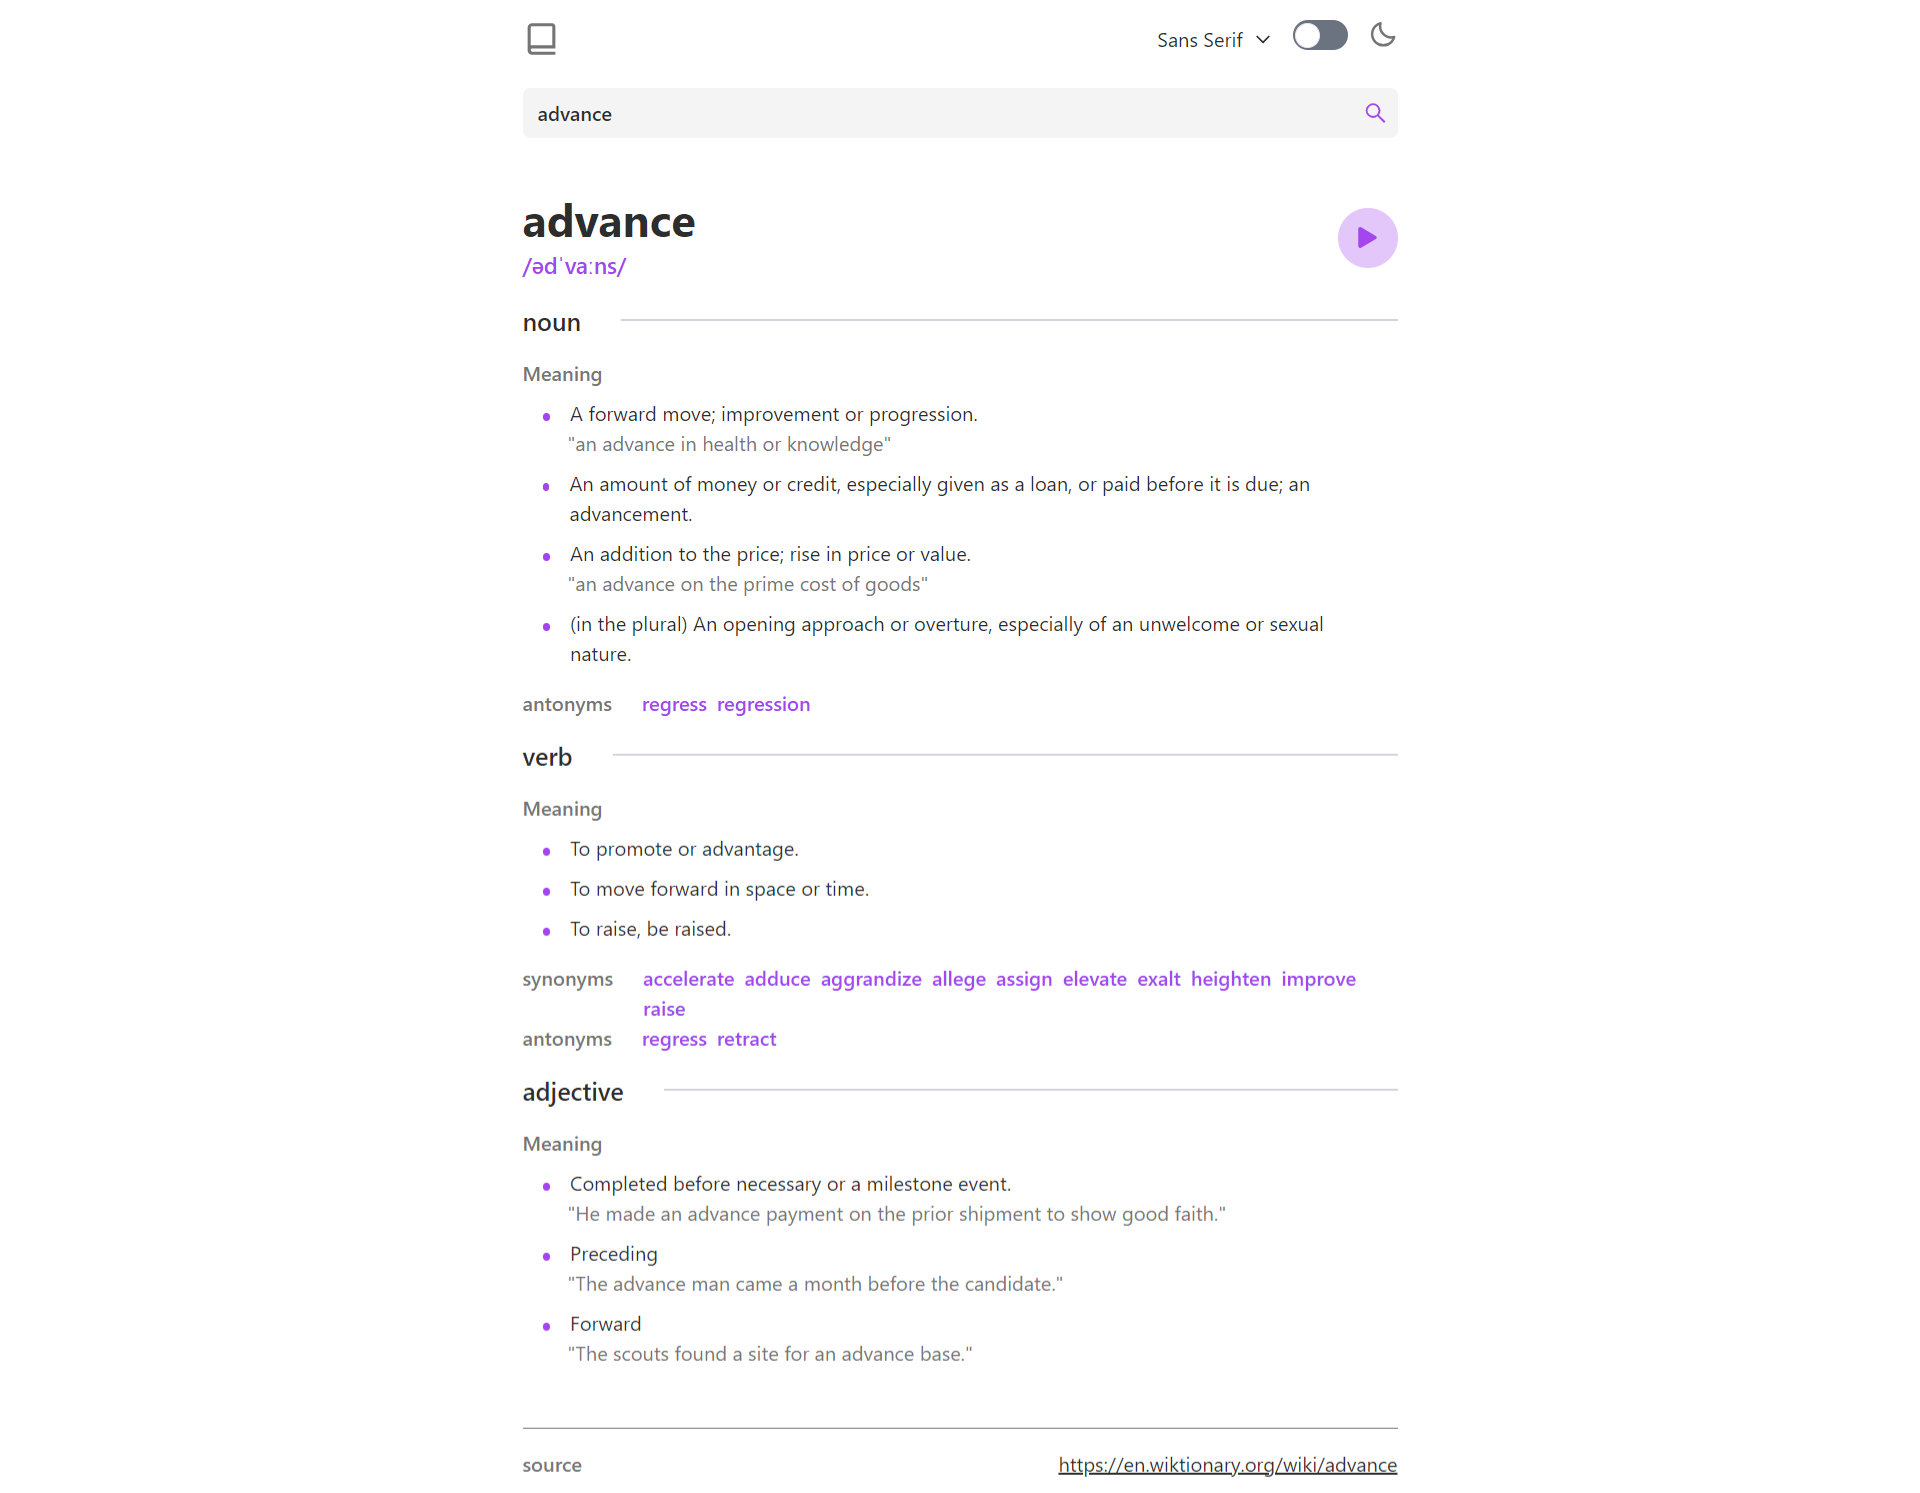 Sans Serif
advance
advance
/ədˈvaːns/
noun
Meaning
A forward move; improvement or progression.
"an advance in health or knowledge"
An amount of money or credit, especially given as a loan, or paid before it is due; an
advancement.
An addition to the price; rise in price or value.
"an advance on the prime cost of goods"
(in the plural) An opening approach or overture, especially of an unwelcome or sexual
nature.
antonyms regress regression
verb
Meaning
To promote or advantage.
To move forward in space or time.
To raise, be raised.
synonyms accelerate adduce aggrandize allege assign elevate exalt heighten improve
raise
antonyms regress retract
adjective
Meaning
Completed before necessary or a milestone event.
"He made an advance payment on the prior shipment to show good faith."
Preceding
"The advance man came a month before the candidate."
Forward
"The scouts found a site for an advance base."
source https://en.wiktionary.org/wiki/advance